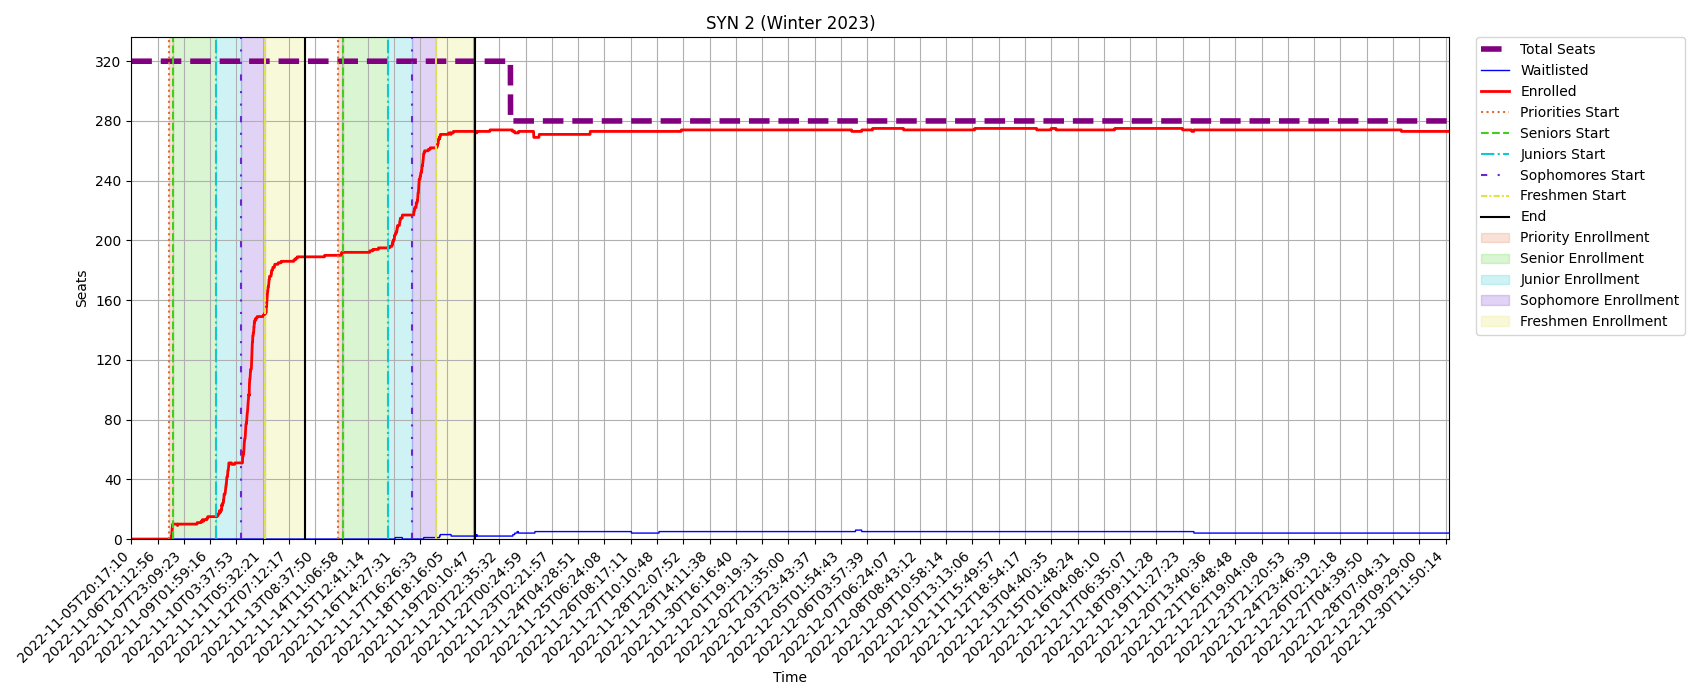 SYN 2 (Winter 2023)
320
280
240
200
160
120
80
40
0
Seats
2022-11-05T20:17:10
2022-11-06T21:12:56
2022-11-07T23:09:23
2022-11-09T01:59:16
2022-11-10T03:37:53
2022-11-11T05:32:21
2022-11-12T07:12:17
2022-11-13T08:37:50
2022-11-14T11:06:58
2022-11-15T12:41:14
2022-11-16T14:27:31
2022-11-17T16:26:33
2022-11-18T18:16:05
2022-11-19T20:10:47
2022-11-20T22:35:32
2022-11-22T00:24:59
2022-11-23T02:21:57
2022-11-24T04:28:51
2022-11-25T06:24:08
2022-11-26T08:17:11
2022-11-27T10:10:48
2022-11-28T12:07:52
2022-11-29T14:11:38
2022-11-30T16:16:40
2022-12-01T19:19:31
2022-12-02T21:35:00
2022-12-03T23:43:37
2022-12-05T01:54:43
2022-12-06T03:57:39
2022-12-07T06:24:07
2022-12-08T08:43:12
2022-12-09T10:58:14
2022-12-10T13:13:06
2022-12-11T15:49:57
2022-12-12T18:54:17
2022-12-13T04:40:35
2022-12-15T01:48:24
2022-12-16T04:08:10
2022-12-17T06:35:07
2022-12-18T09:11:28
2022-12-19T11:27:23
2022-12-20T13:40:36
2022-12-21T16:48:48
2022-12-22T19:04:08
2022-12-23T21:20:53
2022-12-24T23:46:39
2022-12-26T02:12:18
2022-12-27T04:39:50
2022-12-28T07:04:31
2022-12-29T09:29:00
2022-12-30T11:50:14
Time
Total Seats
Waitlisted
Enrolled
Priorities Start
Seniors Start
Juniors Start
Sophomores Start
Freshmen Start
End
Priority Enrollment
Senior Enrollment
Junior Enrollment
Sophomore Enrollment
Freshmen Enrollment